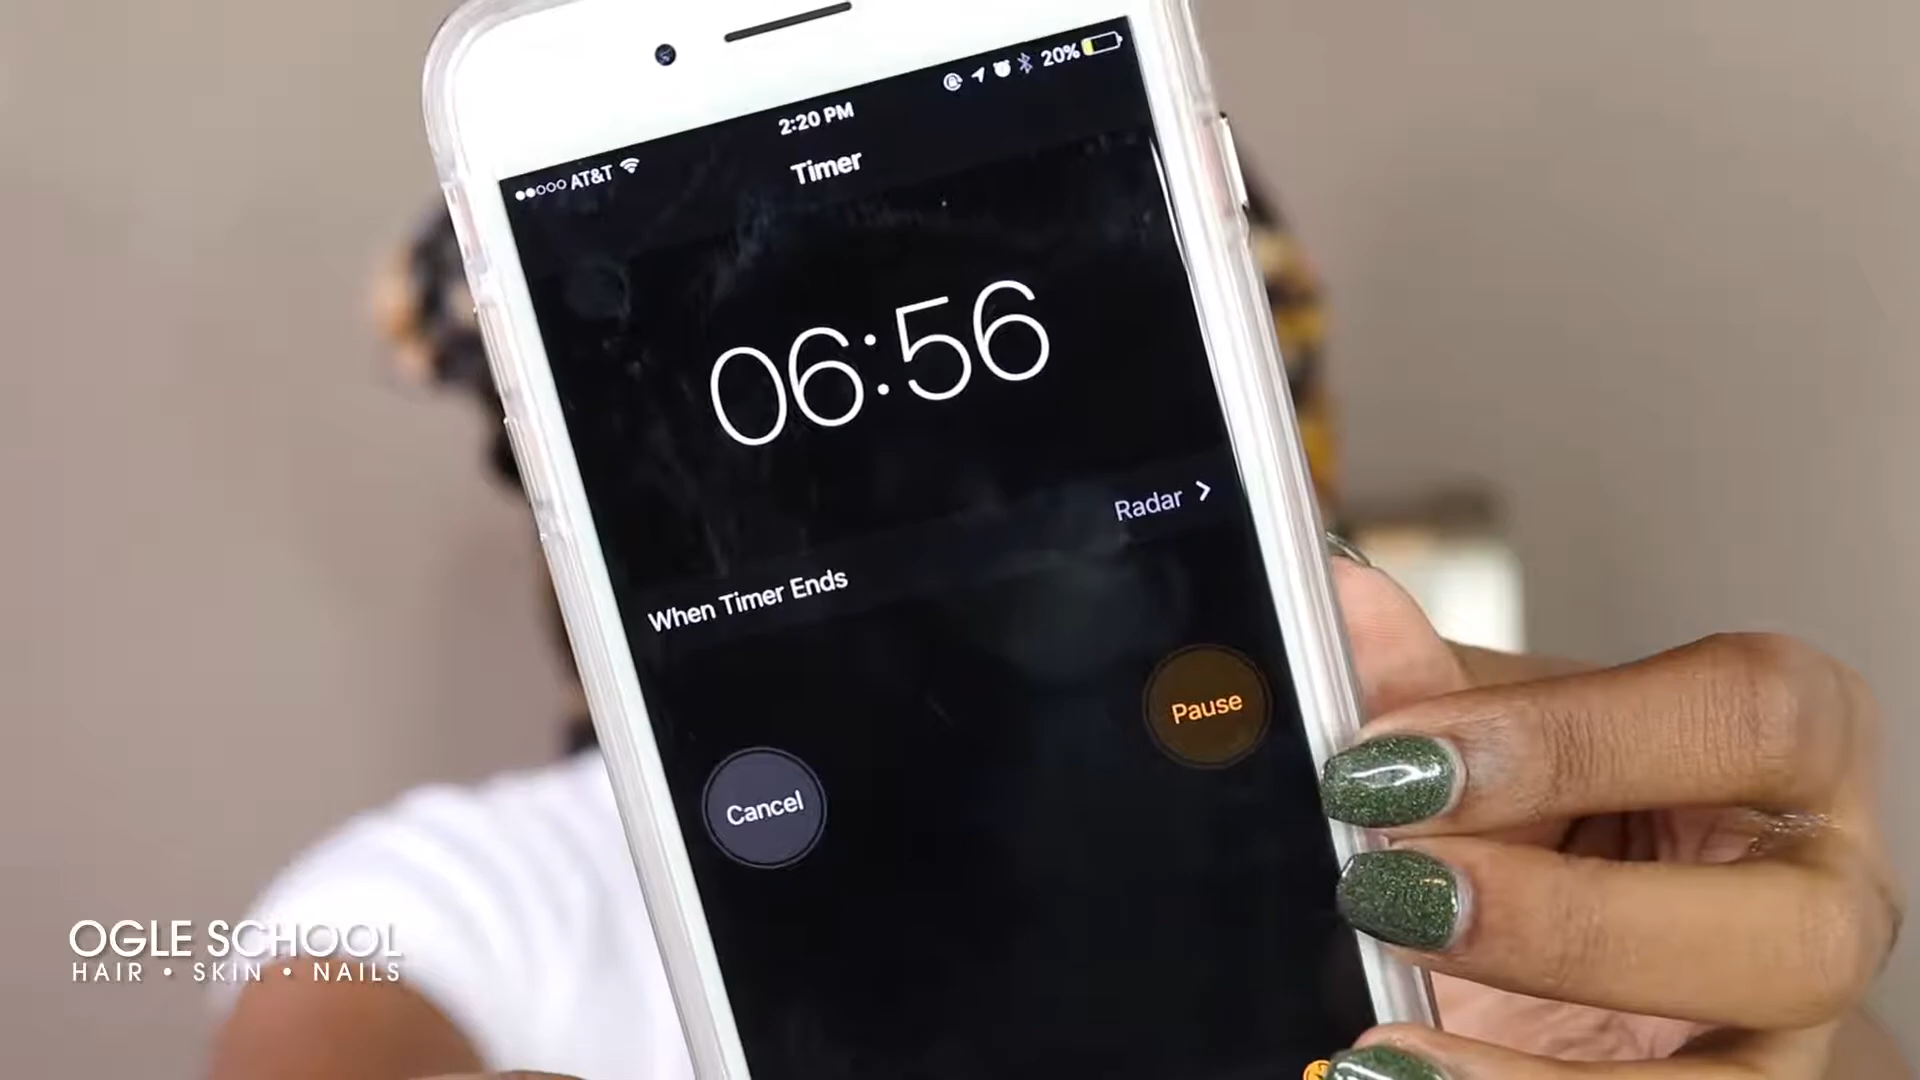 20%
2:20 PM
AT&T
Timer
06:56
Radar
When Timer Ends
Pause
Cancel
OGLE SCHOOL
HAIR • SKIN • NAILS